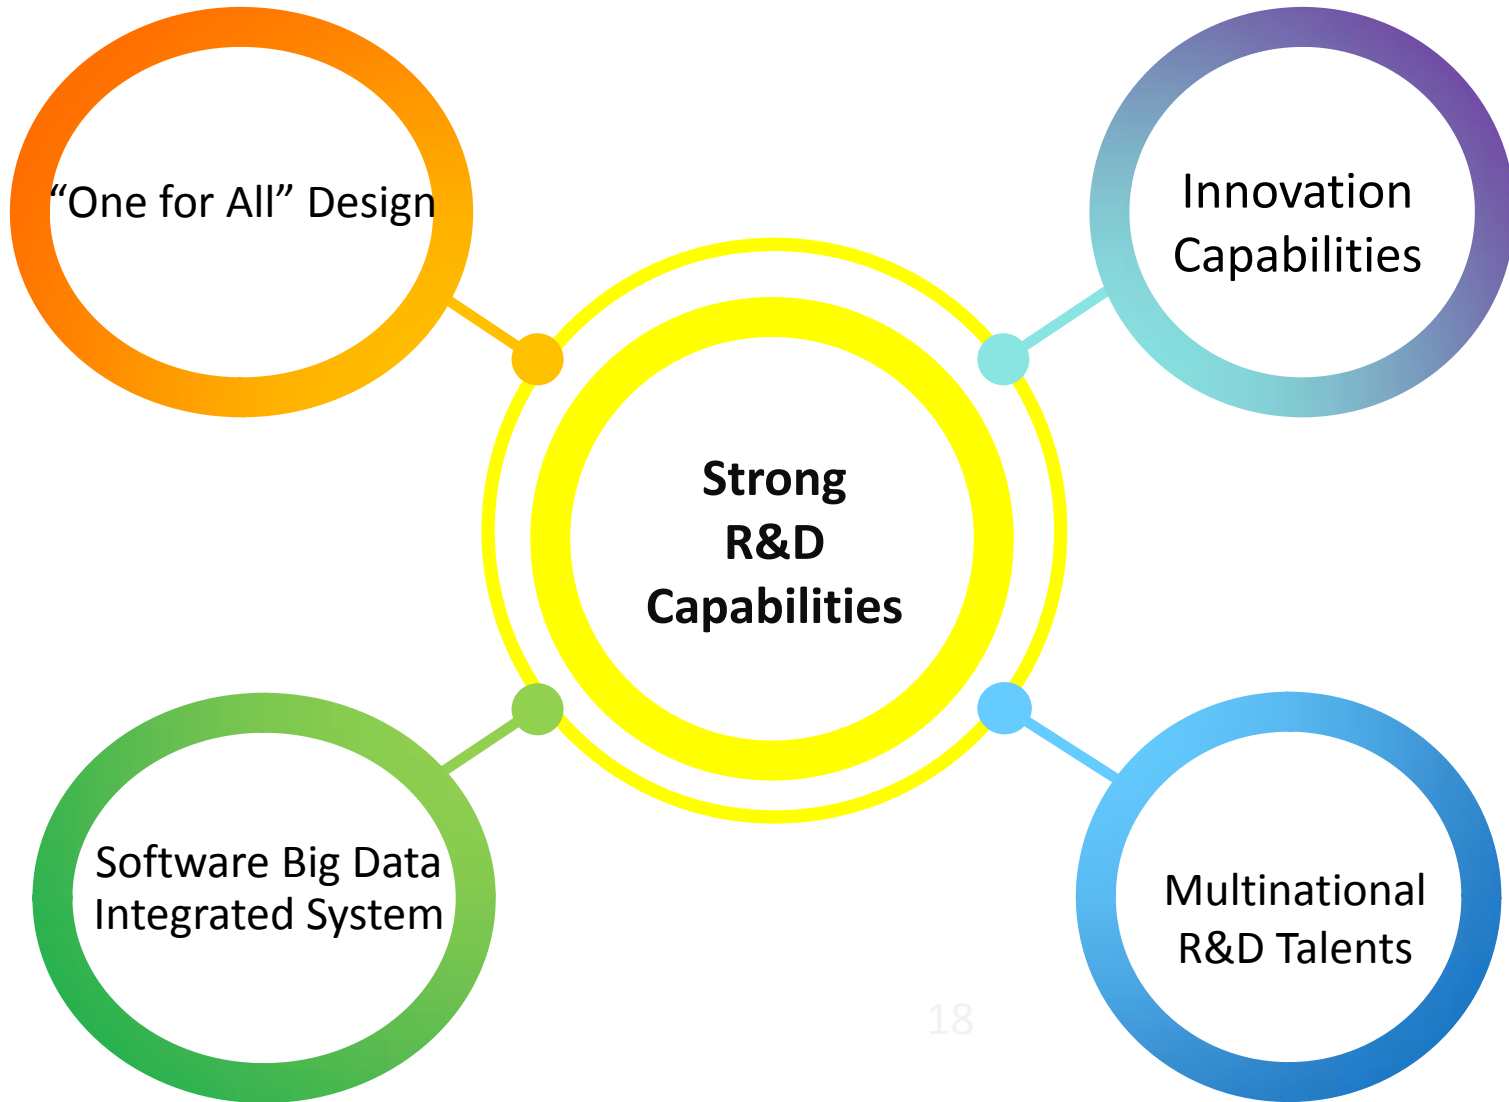 “One for All” Design
Innovation
Capabilities
Strong
R&D
Capabilities
Software Big Data
Integrated System
Multinational
R&D Talents
18